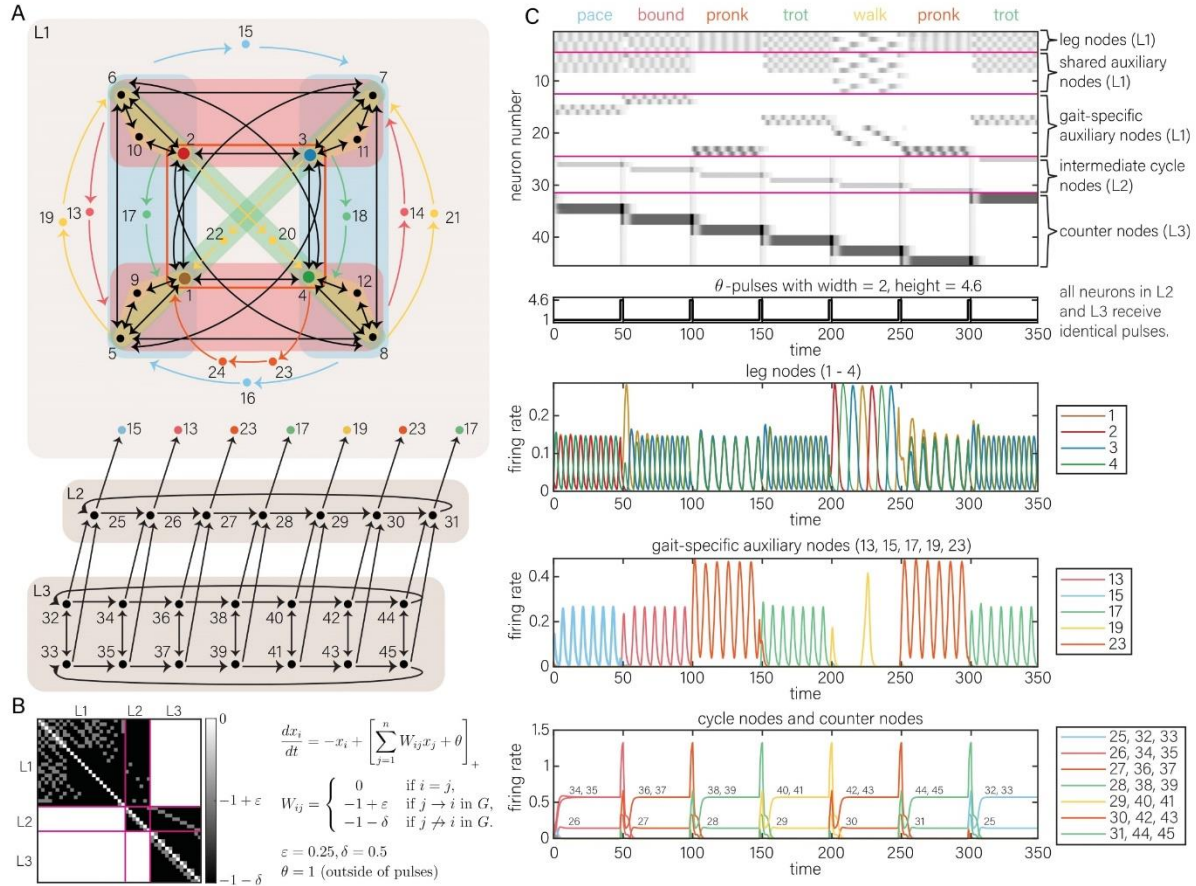 A
L1
15
6
7
2
3
10
11
19
13
17
18
14
21
22
20
9
12
1
4
5
8
24
23
16
15
13
23
17
19
23
17
L2
25
26
27
28
29
30
31
L3
32
34
36
38
40
42
44
33
35
37
39
41
43
45
B
L1 L2 L3
L1
L2
L3
0
−1 + ε
−1 − δ
dx_i/dt = −x_i + [∑_{j=1}^{n} W_{ij}x_j + θ]_+
W_{ij} = { 0 if i = j,
−1 + ε if j → i in G,
−1 − δ if j ↛ i in G.
ε = 0.25, δ = 0.5
θ = 1 (outside of pulses)
C
pace bound pronk trot walk pronk trot
neuron number
10
20
30
40
leg nodes (L1)
shared auxiliary
nodes (L1)
gait-specific
auxiliary nodes (L1)
intermediate cycle
nodes (L2)
counter nodes (L3)
θ-pulses with width = 2, height = 4.6
4.6
1
0 50 100 150 200 250 300 350
time
all neurons in L2
and L3 receive
identical pulses.
leg nodes (1 - 4)
firing rate
0.2
0.1
0
0 50 100 150 200 250 300 350
time
1
2
3
4
gait-specific auxiliary nodes (13, 15, 17, 19, 23)
firing rate
0.4
0.2
0
0 50 100 150 200 250 300 350
time
13
15
17
19
23
cycle nodes and counter nodes
firing rate
1.5
1
0.5
0
34, 35 36, 37 38, 39 40, 41 42, 43 44, 45 32, 33
26 27 28 29 30 31 25
0 50 100 150 200 250 300 350
time
25, 32, 33
26, 34, 35
27, 36, 37
28, 38, 39
29, 40, 41
30, 42, 43
31, 44, 45